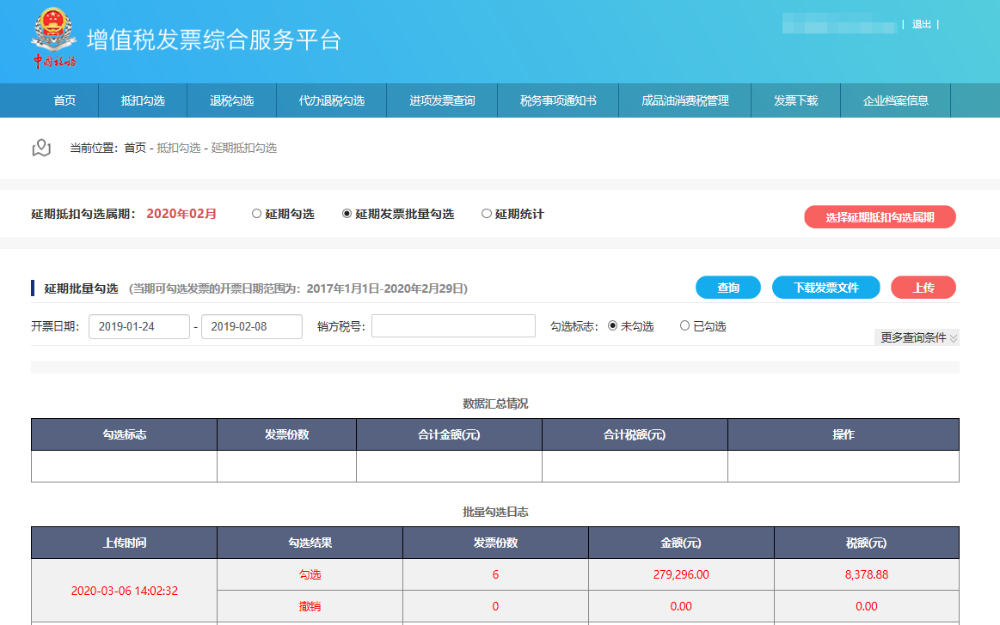 增值税发票综合服务平台
中国税务
| 退出 |
首页 抵扣勾选 退税勾选 代办退税勾选 进项发票查询 税务事项通知书 成品油消费税管理 发票下载 企业档案信息
当前位置：首页 - 抵扣勾选 - 延期抵扣勾选
延期抵扣勾选属期： 2020年02月 延期勾选 延期发票批量勾选 延期统计 选择延期抵扣勾选属期
延期批量勾选 (当期可勾选发票的开票日期范围为：2017年1月1日-2020年2月29日) 查询 下载发票文件 上传
开票日期： 2019-01-24 - 2019-02-08 销方税号： 勾选标志： 未勾选 已勾选
更多查询条件
数据汇总情况
勾选标志 发票份数 合计金额(元) 合计税额(元) 操作
批量勾选日志
上传时间 勾选结果 发票份数 金额(元) 税额(元)
勾选 6 279,296.00 8,378.88
2020-03-06 14:02:32
撤销 0 0.00 0.00